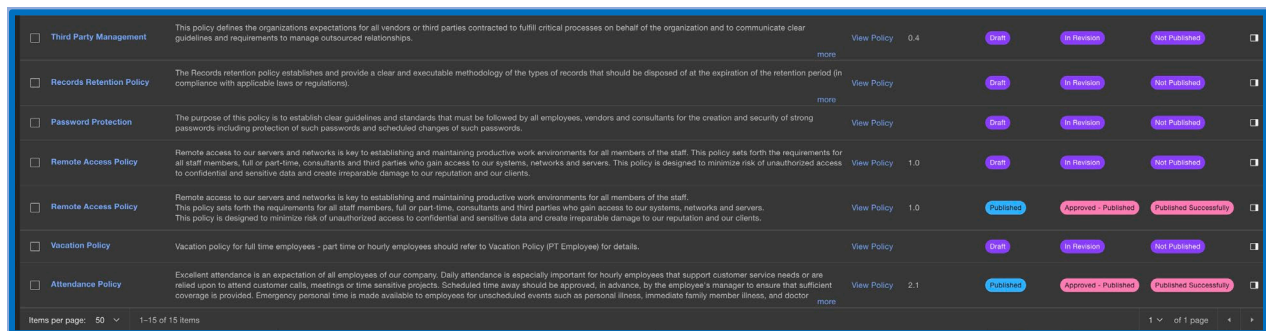 Third Party Management
This policy defines the organizations expectations for all vendors or third parties contracted to fulfill critical processes on behalf of the organization and to communicate clear
guidelines and requirements to manage outsourced relationships.
more
View Policy 0.4 Draft In Revision Not Published
Records Retention Policy
The Records retention policy establishes and provide a clear and executable methodology of the types of records that should be disposed of at the expiration of the retention period (in
compliance with applicable laws or regulations).
more
View Policy Draft In Revision Not Published
Password Protection
The purpose of this policy is to establish clear guidelines and standards that must be followed by all employees, vendors and consultants for the creation and security of strong
passwords including protection of such passwords and scheduled changes of such passwords.
View Policy Draft In Revision Not Published
Remote Access Policy
Remote access to our servers and networks is key to establishing and maintaining productive work environments for all members of the staff. This policy sets forth the requirements for
all staff members, full or part-time, consultants and third parties who gain access to our systems, networks and servers. This policy is designed to minimize risk of unauthorized access
to confidential and sensitive data and create irreparable damage to our reputation and our clients.
View Policy 1.0 Draft In Revision Not Published
Remote Access Policy
Remote access to our servers and networks is key to establishing and maintaining productive work environments for all members of the staff.
This policy sets forth the requirements for all staff members, full or part-time, consultants and third parties who gain access to our systems, networks and servers.
This policy is designed to minimize risk of unauthorized access to confidential and sensitive data and create irreparable damage to our reputation and our clients.
View Policy 1.0 Published Approved - Published Published Successfully
Vacation Policy
Vacation policy for full time employees - part time or hourly employees should refer to Vacation Policy (PT Employee) for details.
View Policy Draft In Revision Not Published
Attendance Policy
Excellent attendance is an expectation of all employees of our company. Daily attendance is especially important for hourly employees that support customer service needs or are
relied upon to attend customer calls, meetings or time sensitive projects. Scheduled time away should be approved, in advance, by the employee's manager to ensure that sufficient
coverage is provided. Emergency personal time is made available to employees for unscheduled events such as personal illness, immediate family member illness, and doctor
more
View Policy 2.1 Published Approved - Published Published Successfully
Items per page: 50 1–15 of 15 items 1 of 1 page